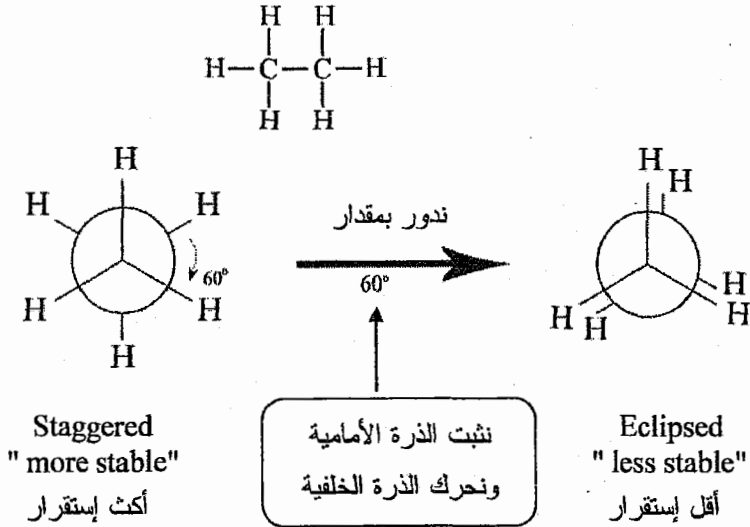 H H
H—C—C—H
H H
H
H H
60°
H H
H
ندور بمقدار
60°
H H
H H
H H
Staggered
" more stable"
أكث إستقرار
نثبت الذرة الأمامية
ونحرك الذرة الخلفية
Eclipsed
" less stable"
أقل إستقرار